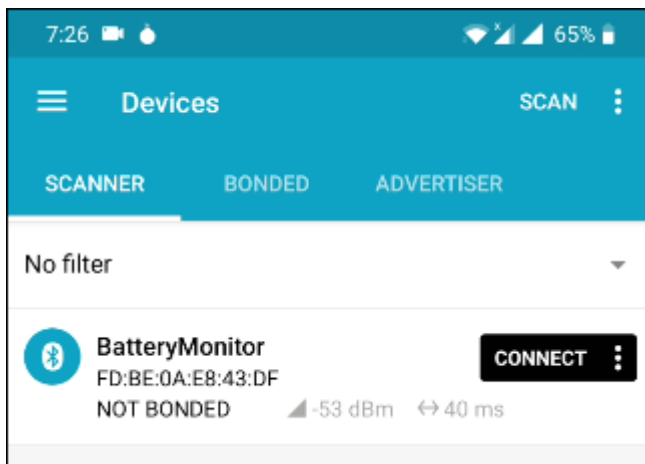 7:26 65%
Devices SCAN
SCANNER BONDED ADVERTISER
No filter
BatteryMonitor
CONNECT
FD:BE:0A:E8:43:DF
NOT BONDED -53 dBm 40 ms